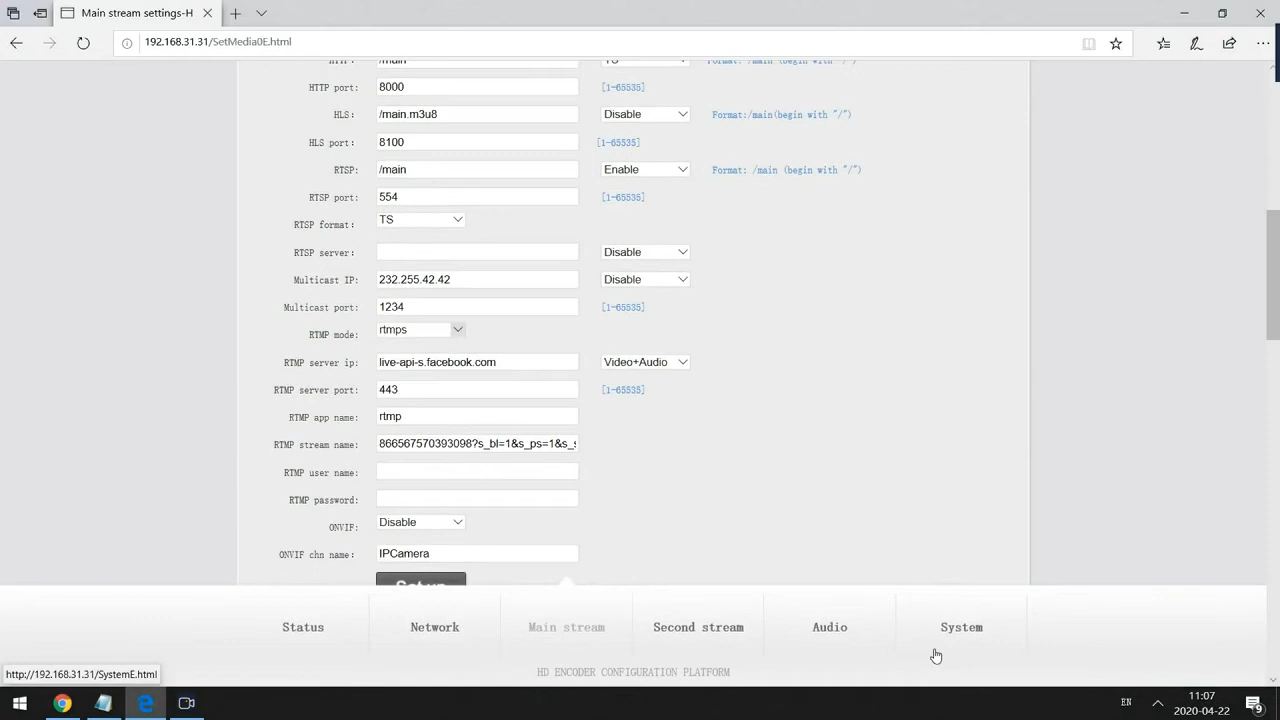 Main stream settings-H
192.168.31.31/SetMedia0E.html
/main TS Format: /main (begin with "/")
HTTP port: 8000 [1-65535]
HLS: /main.m3u8 Disable Format:/main(begin with "/")
HLS port: 8100 [1-65535]
RTSP: /main Enable Format: /main (begin with "/")
RTSP port: 554 [1-65535]
RTSP format: TS
RTSP server: Disable
Multicast IP: 232.255.42.42 Disable
Multicast port: 1234 [1-65535]
RTMP mode: rtmps
RTMP server ip: live-api-s.facebook.com Video+Audio
RTMP server port: 443 [1-65535]
RTMP app name: rtmp
RTMP stream name: 866567570393098?s_bl=1&s_ps=1&s_s
RTMP user name:
RTMP password:
ONVIF: Disable
ONVIF chn name: IPCamera
Set up
Status Network Main stream Second stream Audio System
http://192.168.31.31/SystemE.html
HD ENCODER CONFIGURATION PLATFORM
EN 11:07
2020-04-22 9